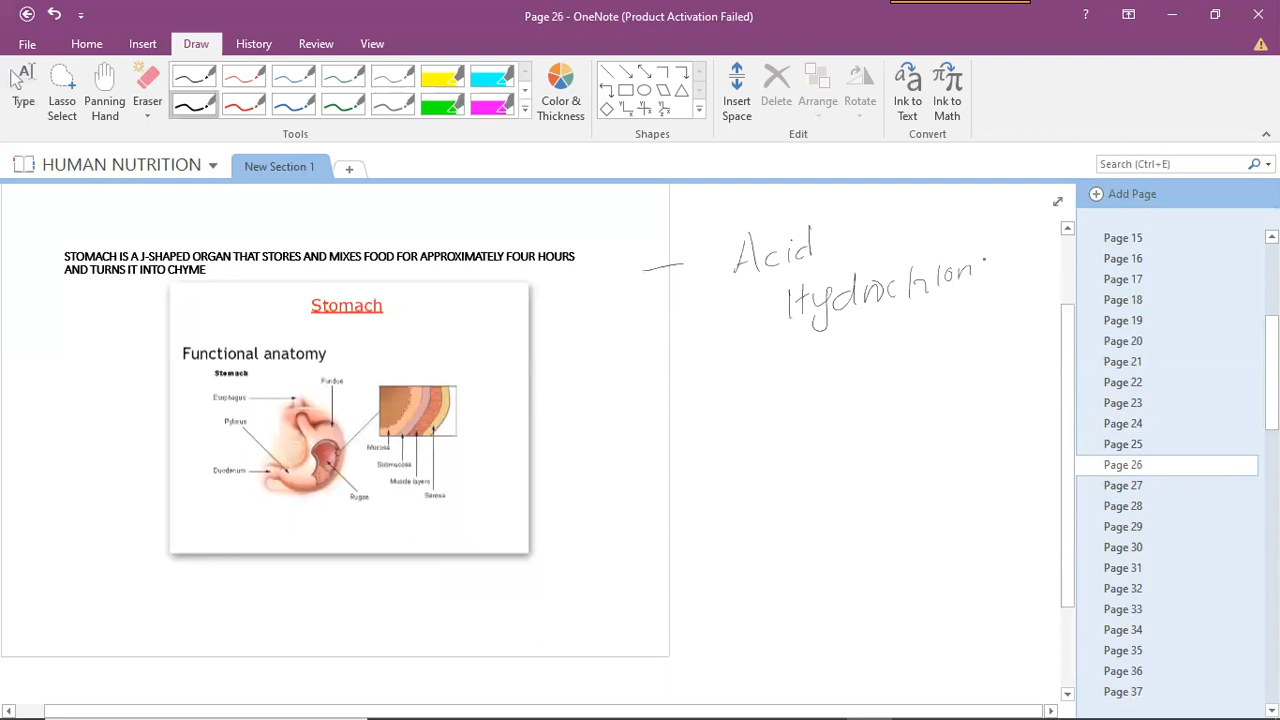 Page 26 - OneNote (Product Activation Failed)
?
File Home Insert Draw History Review View
Type
Lasso Select
Panning Hand
Eraser
Color & Thickness
Insert Space
Delete
Arrange
Rotate
Ink to Text
Ink to Math
Tools
Shapes
Edit
Convert
HUMAN NUTRITION
New Section 1
+
Search (Ctrl+E)
Add Page
STOMACH IS A J-SHAPED ORGAN THAT STORES AND MIXES FOOD FOR APPROXIMATELY FOUR HOURS
AND TURNS IT INTO CHYME
Stomach
Functional anatomy
Stomach
Fundus
Esophagus
Pylorus
Duodenum
Rugae
Mucosa
Submucosa
Muscle layers
Serosa
— Acid
Hydrochlori
Page 15
Page 16
Page 17
Page 18
Page 19
Page 20
Page 21
Page 22
Page 23
Page 24
Page 25
Page 26
Page 27
Page 28
Page 29
Page 30
Page 31
Page 32
Page 33
Page 34
Page 35
Page 36
Page 37